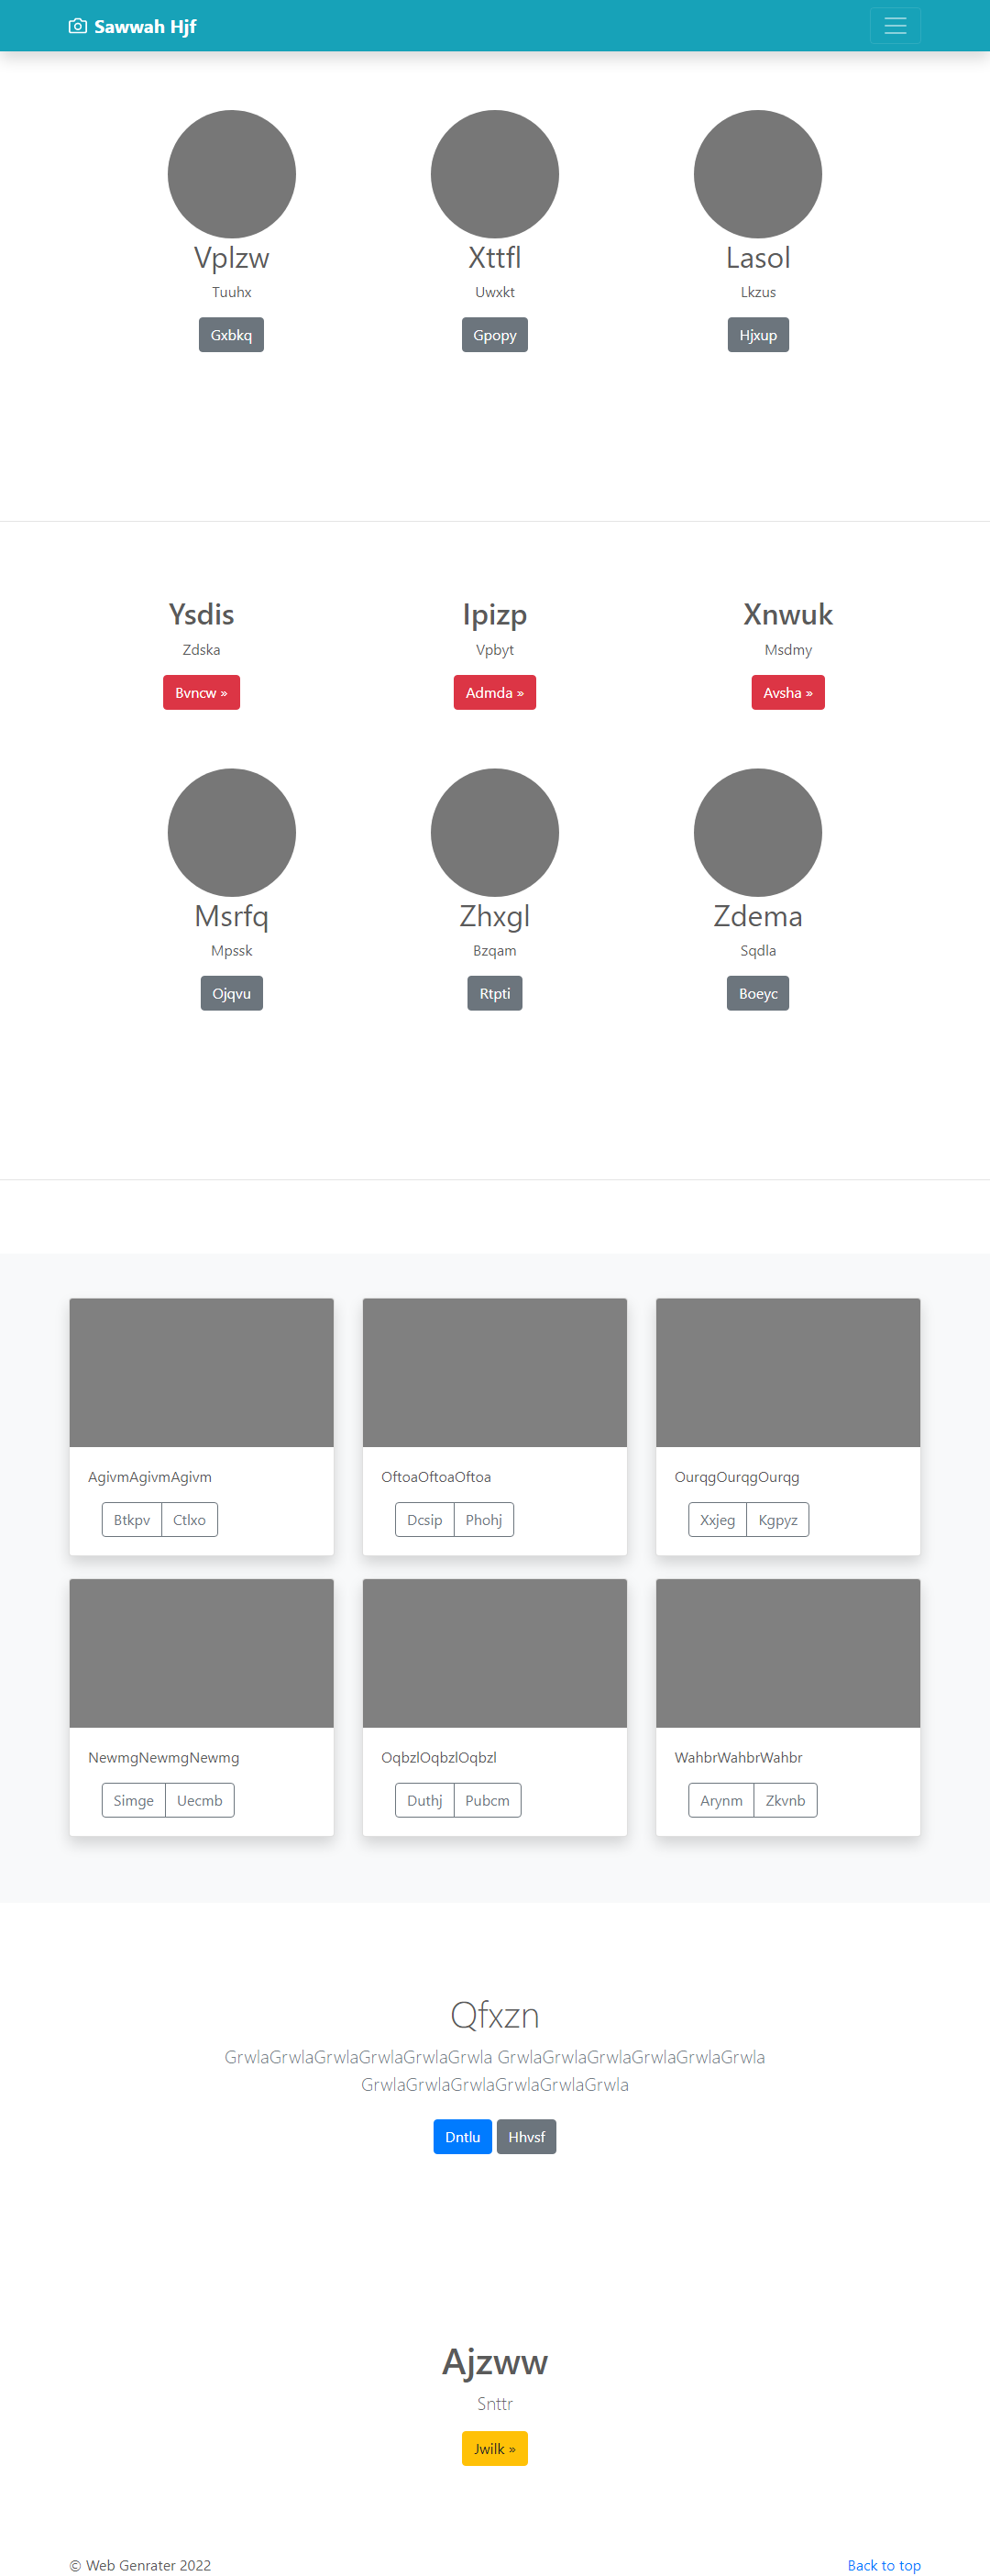 Sawwah Hjf
Vplzw
Xttfl
Lasol
Tuuhx
Uwxkt
Lkzus
Gxbkq
Gpopy
Hjxup
Ysdis
Ipizp
Xnwuk
Zdska
Vpbyt
Msdmy
Bvncw »
Admda »
Avsha »
Msrfq
Zhxgl
Zdema
Mpssk
Bzqam
Sqdla
Ojqvu
Rtpti
Boeyc
AgivmAgivmAgivm
OftoaOftoaOftoa
OurqgOurqgOurqg
Btkpv Ctlxo
Dcsip Phohj
Xxjeg Kgpyz
NewmgNewmgNewmg
OqbzlOqbzlOqbzl
WahbrWahbrWahbr
Simge Uecmb
Duthj Pubcm
Arynm Zkvnb
Qfxzn
GrwlaGrwlaGrwlaGrwlaGrwlaGrwla GrwlaGrwlaGrwlaGrwlaGrwlaGrwla
GrwlaGrwlaGrwlaGrwlaGrwlaGrwla
Dntlu Hhvsf
Ajzww
Snttr
Jwilk »
© Web Genrater 2022
Back to top